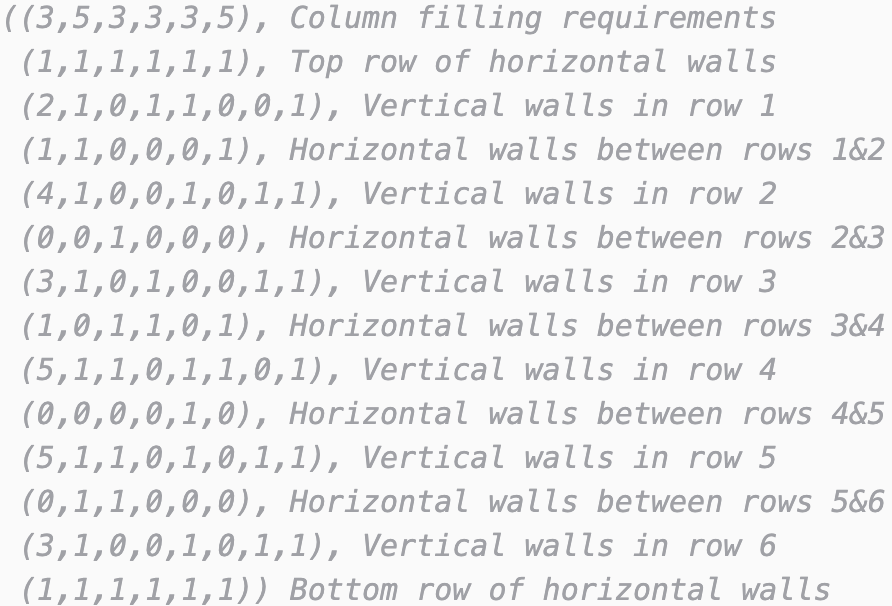 ((3,5,3,3,3,5), Column filling requirements
(1,1,1,1,1,1), Top row of horizontal walls
(2,1,0,1,1,0,0,1), Vertical walls in row 1
(1,1,0,0,0,1), Horizontal walls between rows 1&2
(4,1,0,0,1,0,1,1), Vertical walls in row 2
(0,0,1,0,0,0), Horizontal walls between rows 2&3
(3,1,0,1,0,0,1,1), Vertical walls in row 3
(1,0,1,1,0,1), Horizontal walls between rows 3&4
(5,1,1,0,1,1,0,1), Vertical walls in row 4
(0,0,0,0,1,0), Horizontal walls between rows 4&5
(5,1,1,0,1,0,1,1), Vertical walls in row 5
(0,1,1,0,0,0), Horizontal walls between rows 5&6
(3,1,0,0,1,0,1,1), Vertical walls in row 6
(1,1,1,1,1,1)) Bottom row of horizontal walls